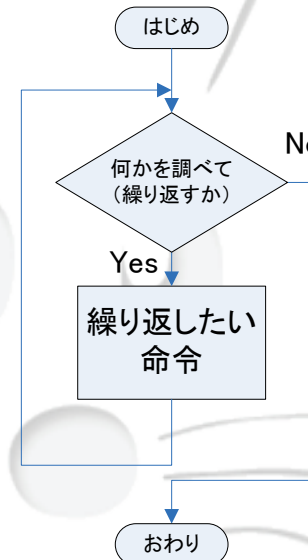 はじめ
何かを調べて
（繰り返すか）
Yes
繰り返したい
命令
おわり